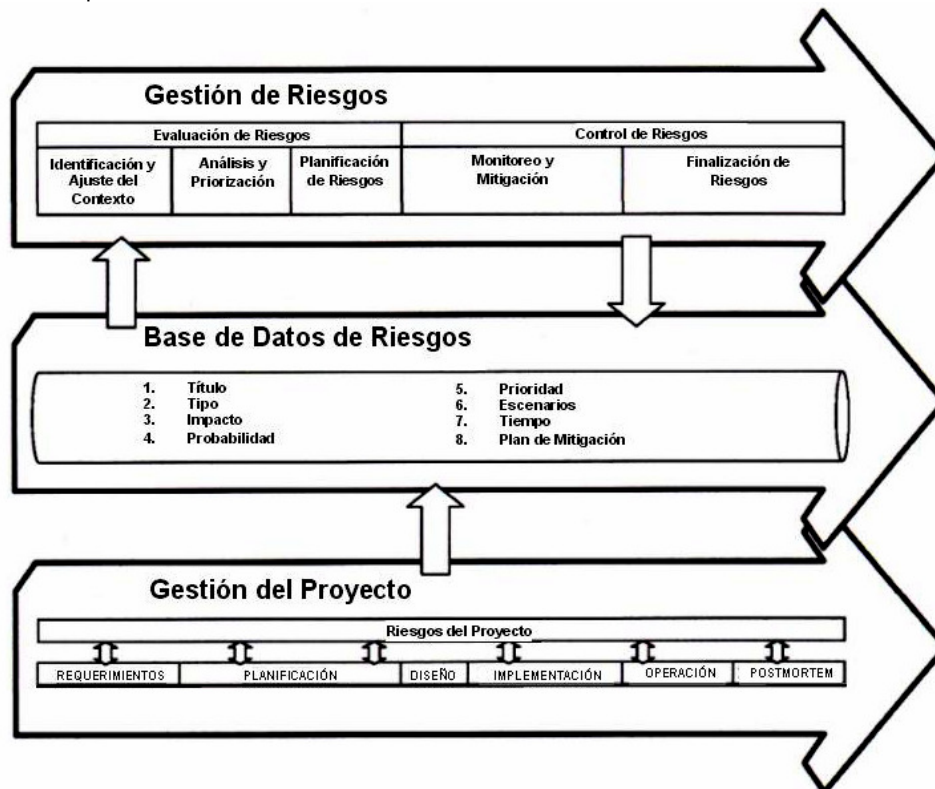 Gestión de Riesgos
Evaluación de Riesgos
Control de Riesgos
Identificación y
Ajuste del
Contexto
Análisis y
Priorización
Planificación
de Riesgos
Monitoreo y
Mitigación
Finalización de
Riesgos
Base de Datos de Riesgos
1. Título
2. Tipo
3. Impacto
4. Probabilidad
5. Prioridad
6. Escenarios
7. Tiempo
8. Plan de Mitigación
Gestión del Proyecto
Riesgos del Proyecto
REQUERIMIENTOS
PLANIFICACIÓN
DISEÑO
IMPLEMENTACIÓN
OPERACIÓN
POSTMORTEM